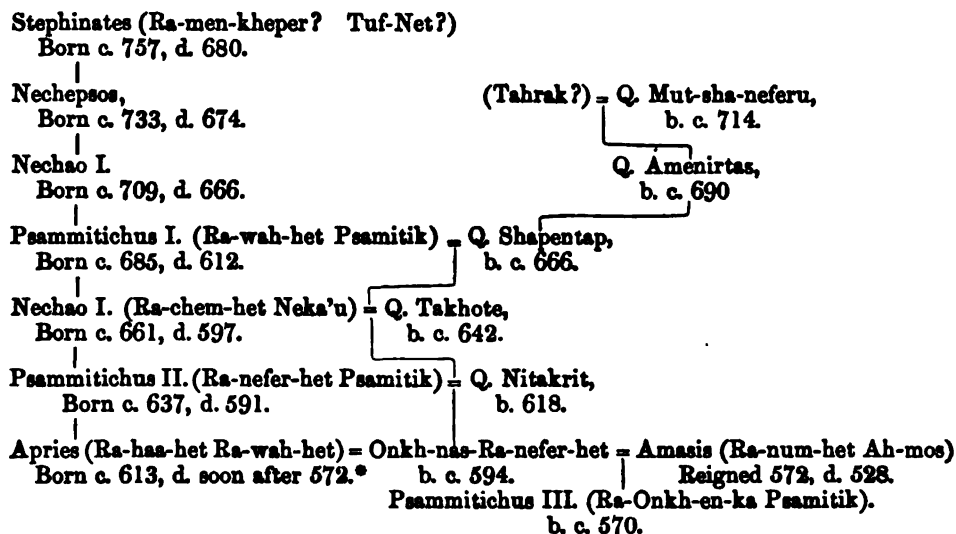 Stephinates (Ra-men-kheper? Tuf-Net?)
Born c. 757, d. 680.
Nechepsos,
Born c. 733, d. 674.
(Tahrak?) = Q. Mut-sha-neferu,
b. c. 714.
Nechao I.
Born c. 709, d. 666.
Q. Ámenirtas,
b. c. 690
Psammitichus I. (Ra-wah-het Psamitik) = Q. Shapentap,
Born c. 685, d. 612. b. c. 666.
Nechao I. (Ra-chem-het Neka'u) = Q. Takhote,
Born c. 661, d. 597. b. c. 642.
Psammitichus II. (Ra-nefer-het Psamitik) = Q. Nitakrit,
Born c. 637, d. 591. b. 618.
Apries (Ra-haa-het Ra-wah-het) = Onkh-nas-Ra-nefer-het = Amasis (Ra-num-het Ah-mos)
Born c. 613, d. soon after 572.* b. c. 594. Reigned 572, d. 528.
Psammitichus III. (Ra-Onkh-en-ka Psamitik).
b. c. 570.